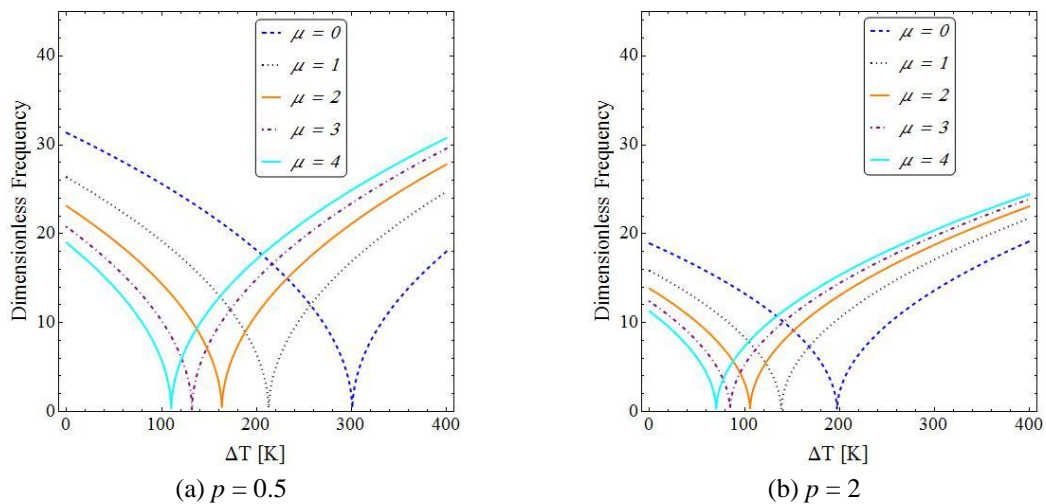 40
30
20
10
0
Dimensionless Frequency
μ = 0
μ = 1
μ = 2
μ = 3
μ = 4
0 100 200 300 400
ΔT [K]
(a) p = 0.5
40
30
20
10
0
Dimensionless Frequency
μ = 0
μ = 1
μ = 2
μ = 3
μ = 4
0 100 200 300 400
ΔT [K]
(b) p = 2